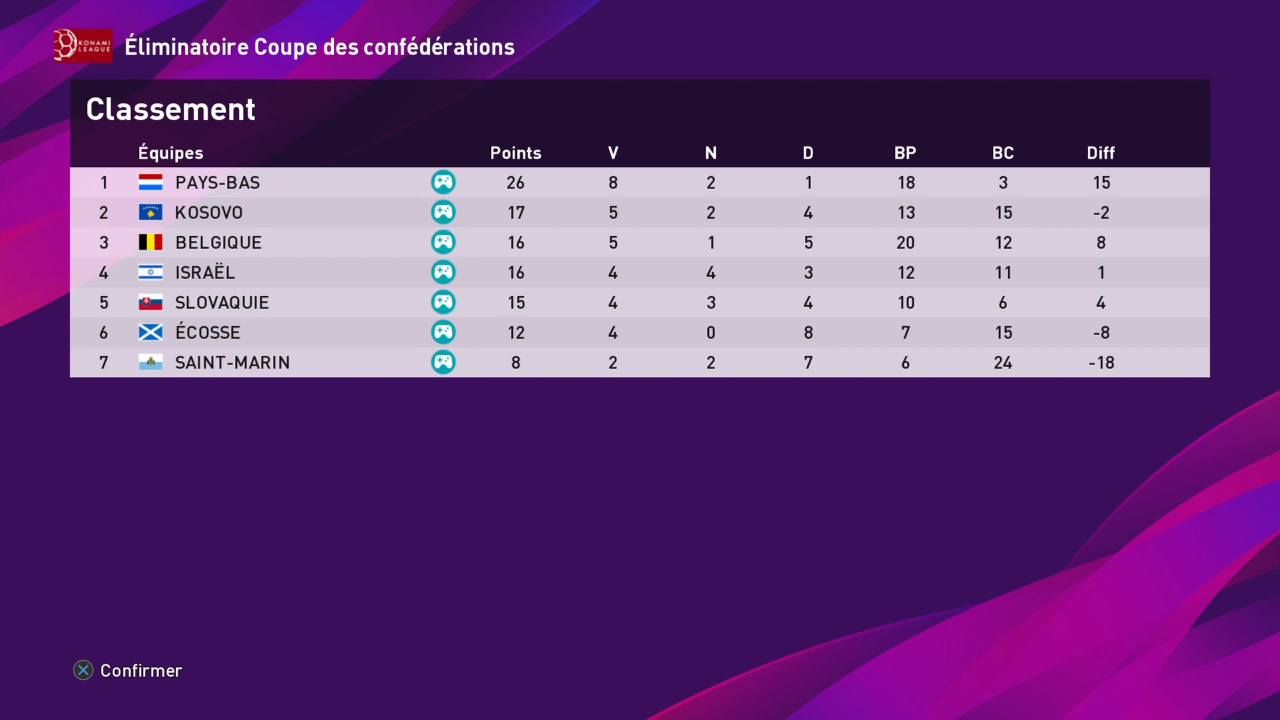 KONAMI
LEAGUE
Éliminatoire Coupe des confédérations
Classement
Équipes Points V N D BP BC Diff
1 PAYS-BAS 26 8 2 1 18 3 15
2 KOSOVO 17 5 2 4 13 15 -2
3 BELGIQUE 16 5 1 5 20 12 8
4 ISRAËL 16 4 4 3 12 11 1
5 SLOVAQUIE 15 4 3 4 10 6 4
6 ÉCOSSE 12 4 0 8 7 15 -8
7 SAINT-MARIN 8 2 2 7 6 24 -18
Confirmer